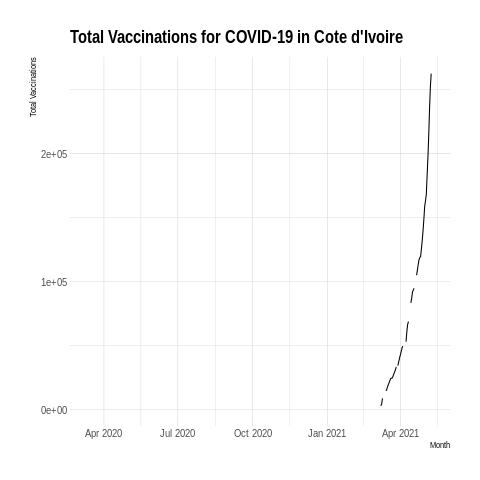 Total Vaccinations for COVID-19 in Cote d'Ivoire
Total Vaccinations
2e+05
1e+05
0e+00
Apr 2020
Jul 2020
Oct 2020
Jan 2021
Apr 2021
Month